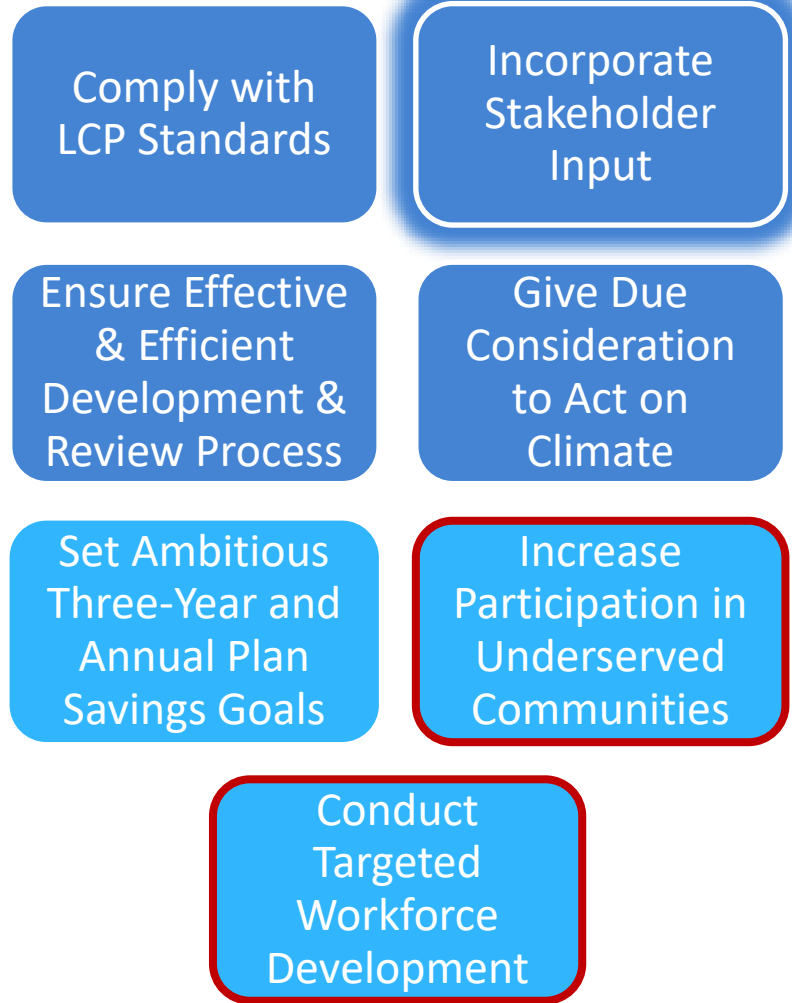 Comply with
LCP Standards
Incorporate
Stakeholder
Input
Ensure Effective
& Efficient
Development &
Review Process
Give Due
Consideration
to Act on
Climate
Set Ambitious
Three-Year and
Annual Plan
Savings Goals
Increase
Participation in
Underserved
Communities
Conduct
Targeted
Workforce
Development